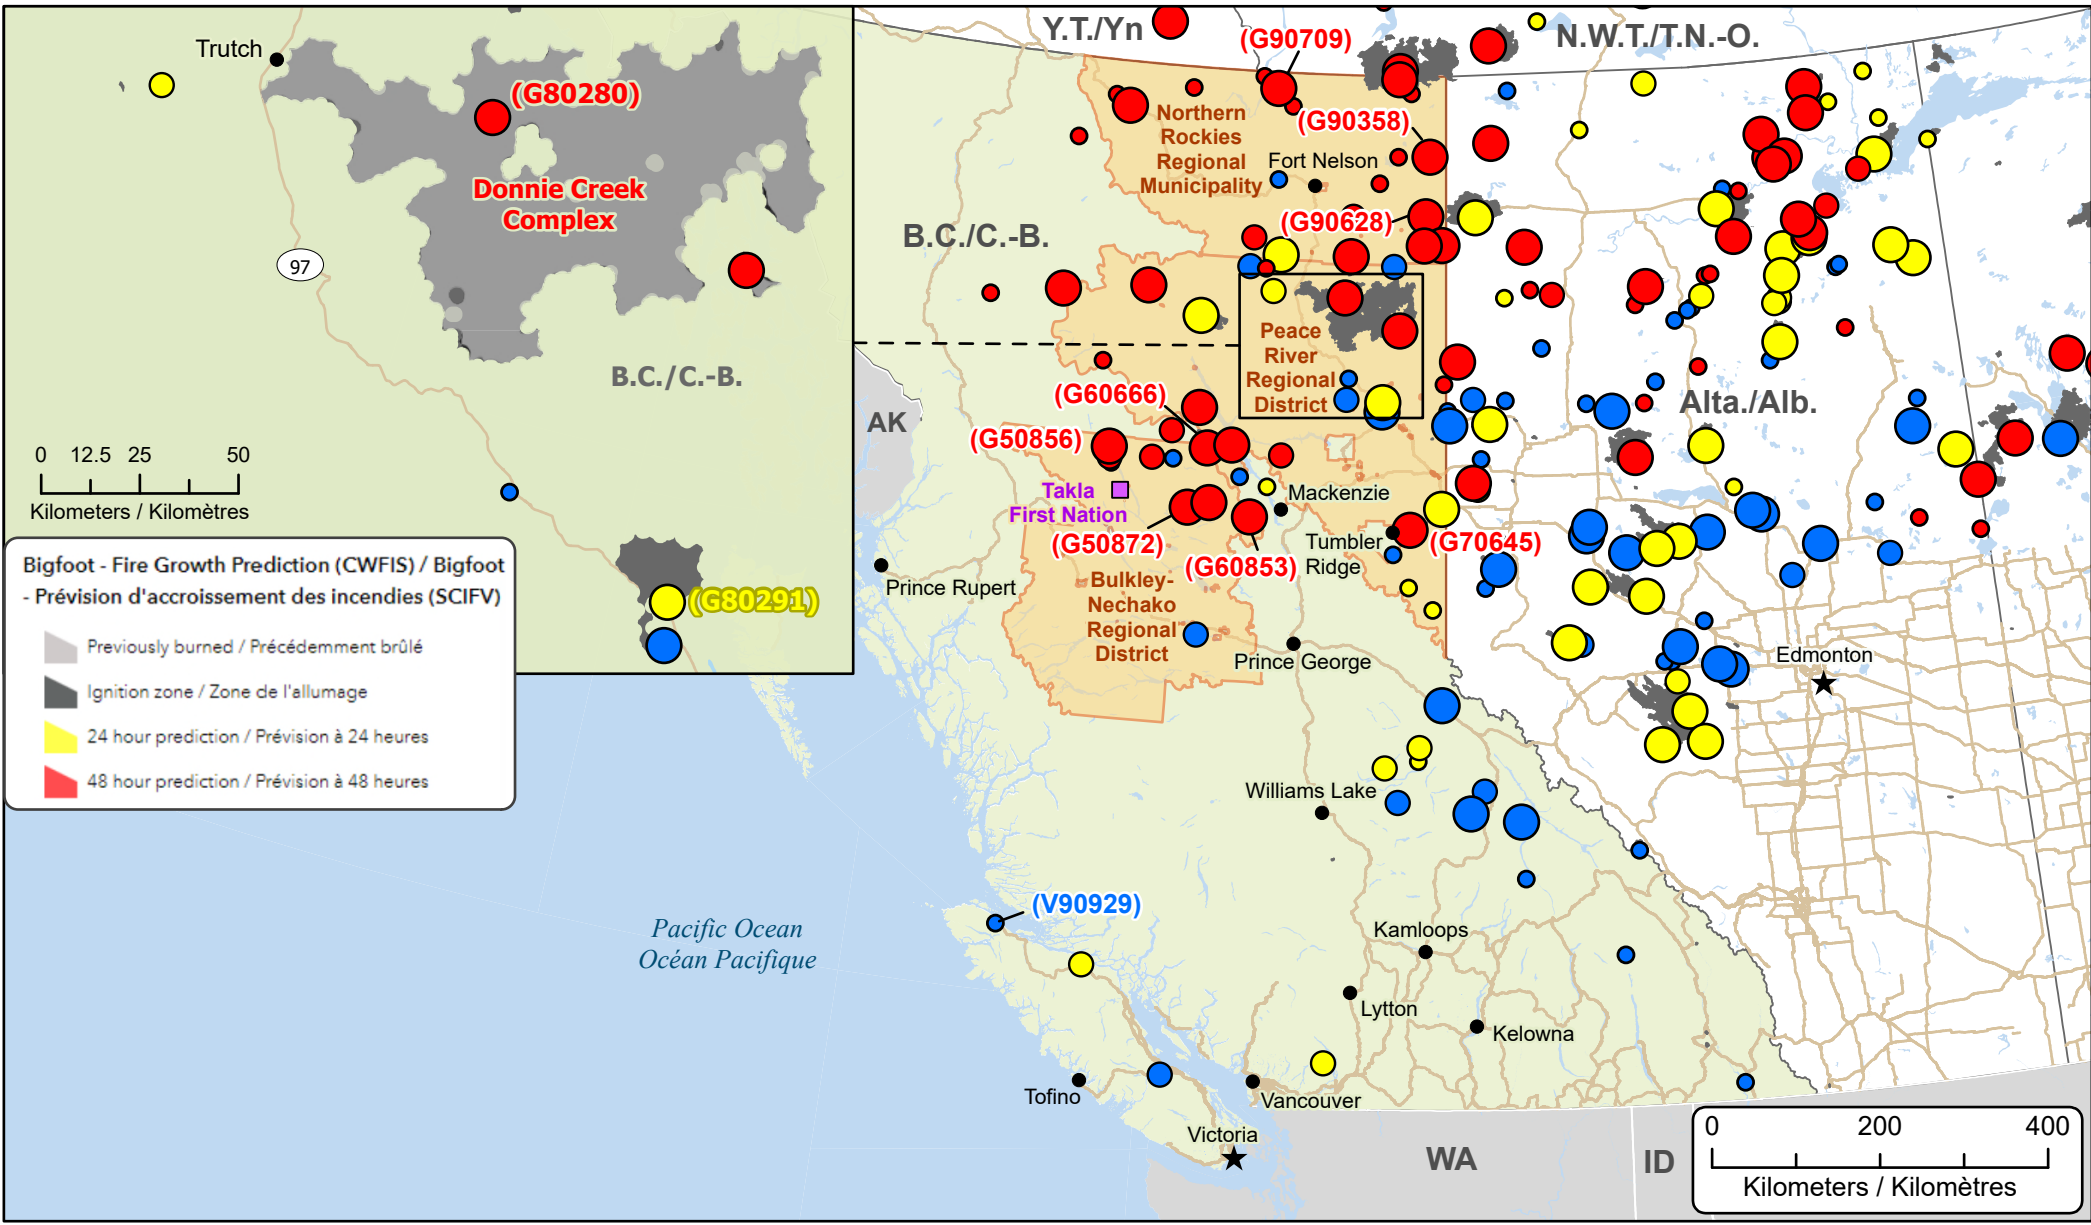 Trutch
(G80280)
Donnie Creek
Complex
97
B.C./C.-B.
0 12.5 25 50
Kilometers / Kilomètres
(G80291)
Bigfoot - Fire Growth Prediction (CWFIS) / Bigfoot
- Prévision d'accroissement des incendies (SCIFV)
Previously burned / Précédemment brûlé
Ignition zone / Zone de l'allumage
24 hour prediction / Prévision à 24 heures
48 hour prediction / Prévision à 48 heures
Y.T./Yn
(G90709)
N.W.T./T.N.-O.
Northern
Rockies
Regional
Municipality
(G90358)
Fort Nelson
B.C./C.-B.
(G90628)
Peace
River
Regional
District
AK
(G60666)
Alta./Alb.
(G50856)
Takla
First Nation
Mackenzie
(G50872)
(G60853)
Tumbler
Ridge
(G70645)
Prince Rupert
Bulkley-
Nechako
Regional
District
Prince George
Edmonton
Williams Lake
(V90929)
Pacific Ocean
Océan Pacifique
Kamloops
Lytton
Kelowna
Tofino
Vancouver
Victoria
WA
ID
0 200 400
Kilometers / Kilomètres